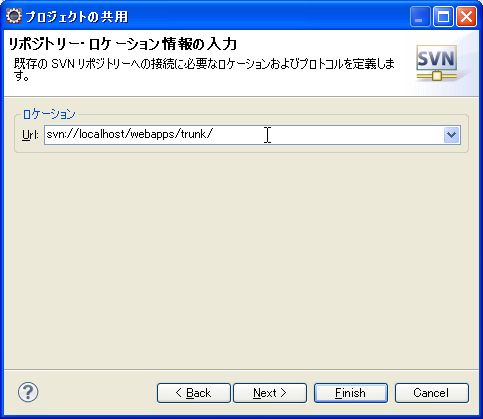 プロジェクトの共用
リポジトリー・ロケーション情報の入力
既存の SVN リポジトリーへの接続に必要なロケーションおよびプロトコルを定義しま
す。
SVN
ロケーション
Url: svn://localhost/webapps/trunk/
? < Back Next > Finish Cancel